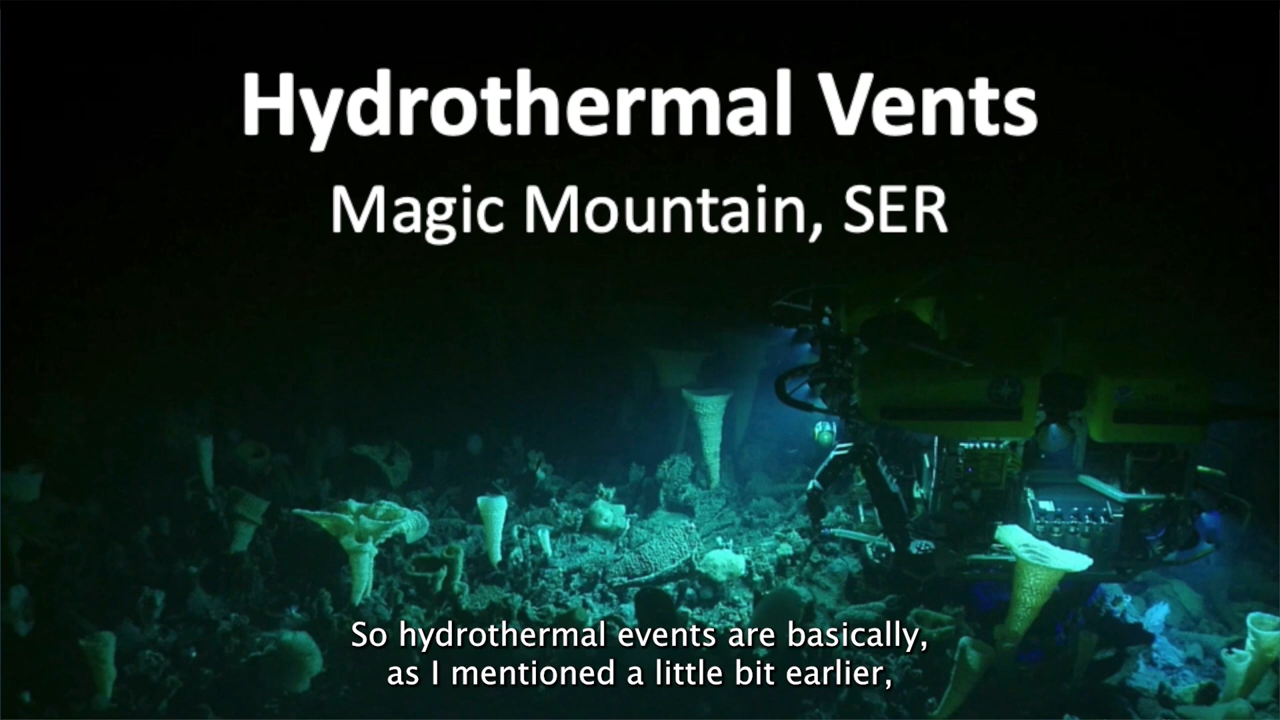 Hydrothermal Vents
Magic Mountain, SER
So hydrothermal events are basically,
as I mentioned a little bit earlier,